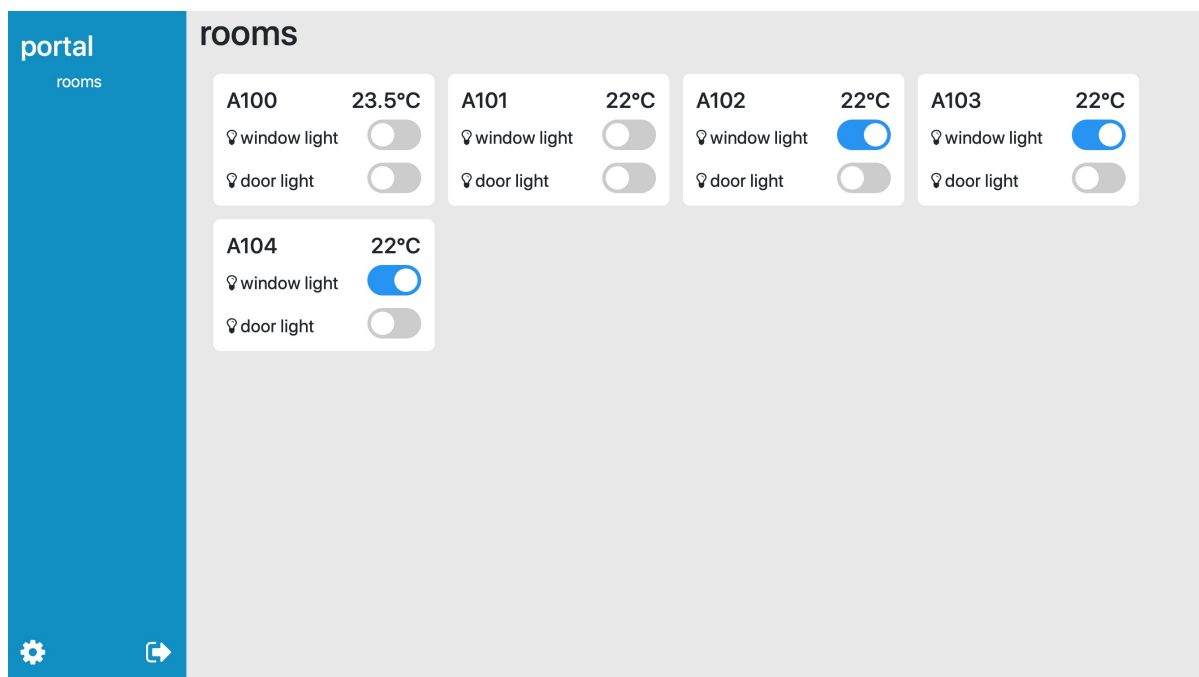 portal
rooms
rooms
A100 23.5°C
window light
door light
A101 22°C
window light
door light
A102 22°C
window light
door light
A103 22°C
window light
door light
A104 22°C
window light
door light